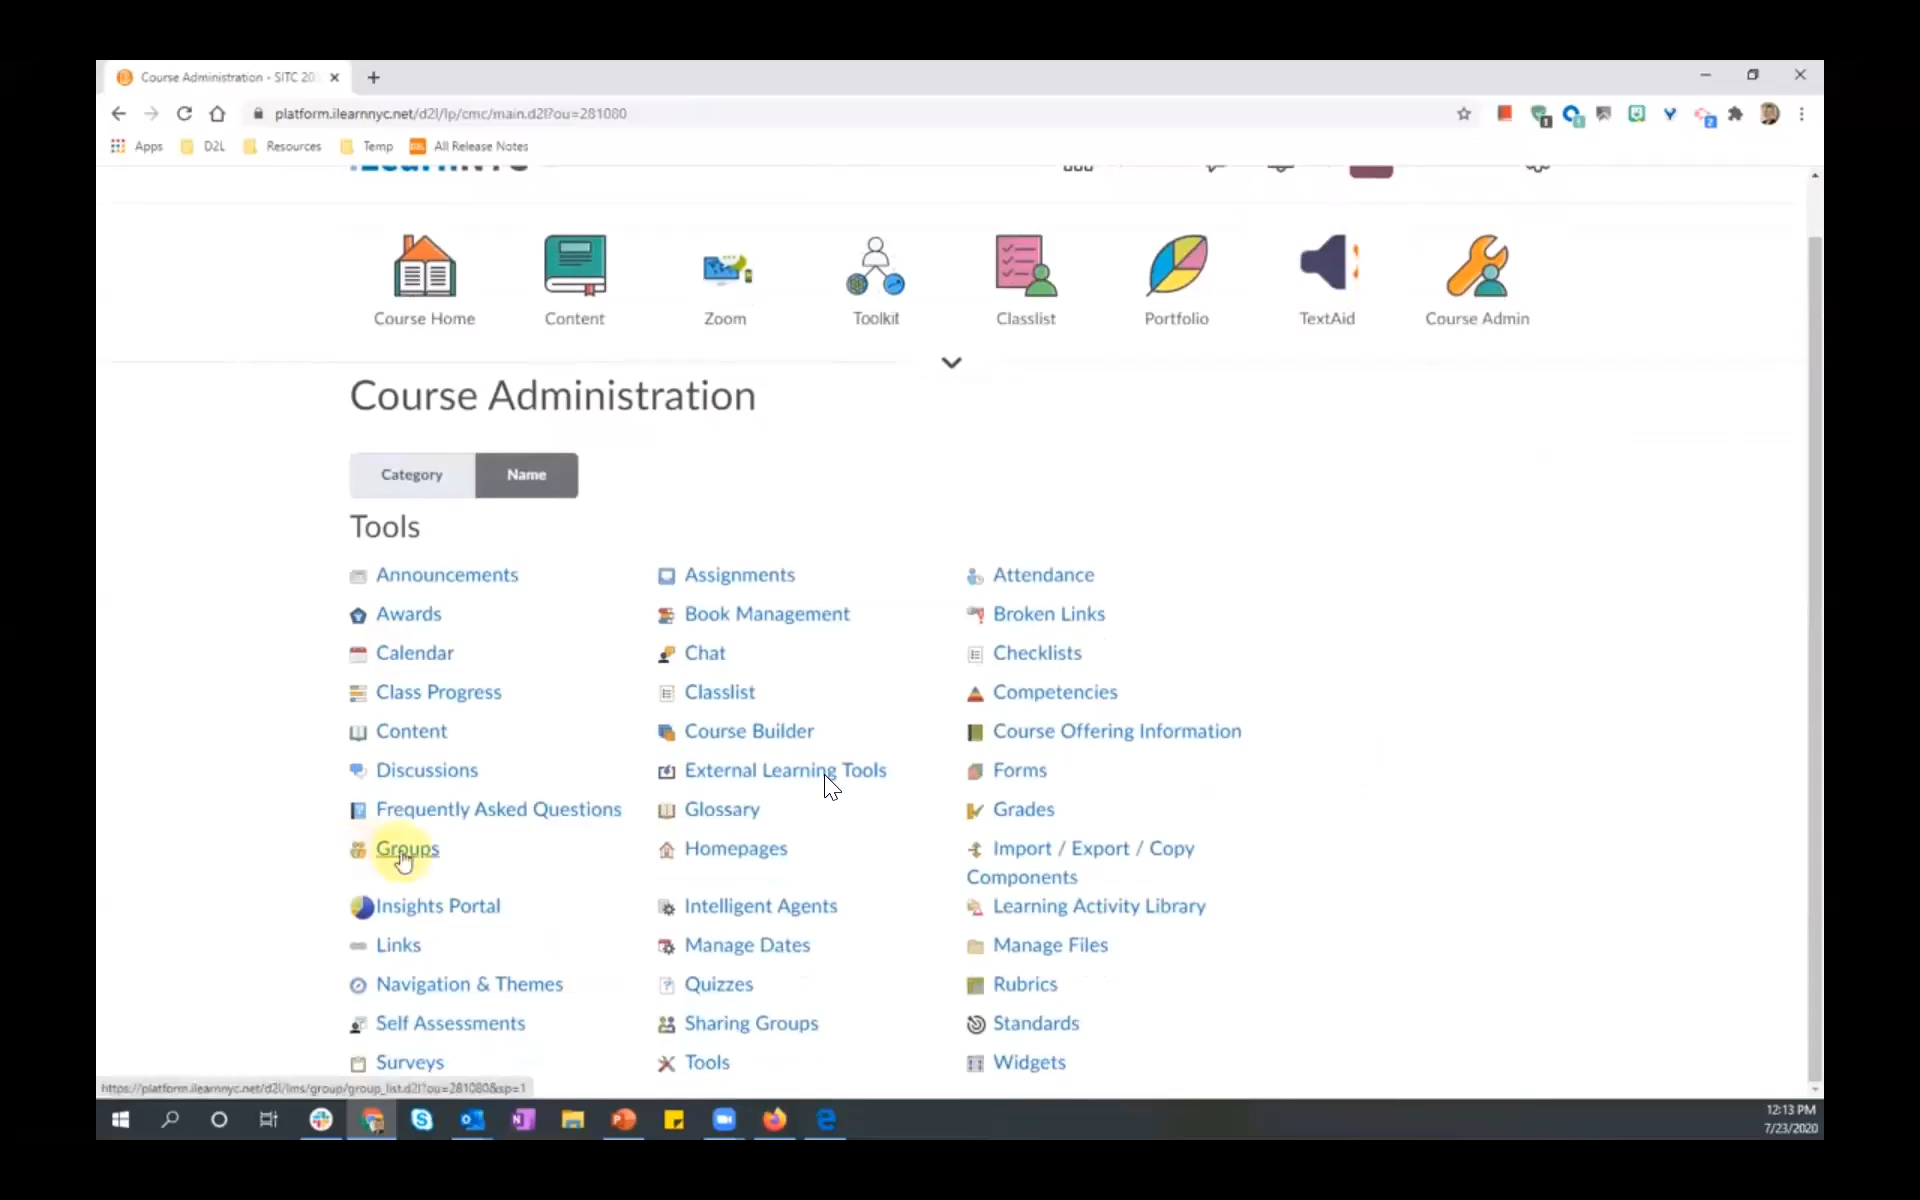 Course Administration - SITC 20
platform.ilearnnyc.net/d2l/lp/cmc/main.d2l?ou=281080
Apps D2L Resources Temp All Release Notes
iLearnNYC
Course Home Content Zoom Toolkit Classlist Portfolio TextAid Course Admin
Course Administration
Category Name
Tools
Announcements Assignments Attendance
Awards Book Management Broken Links
Calendar Chat Checklists
Class Progress Classlist Competencies
Content Course Builder Course Offering Information
Discussions External Learning Tools Forms
Frequently Asked Questions Glossary Grades
Groups Homepages Import / Export / Copy
Components
Insights Portal Intelligent Agents Learning Activity Library
Links Manage Dates Manage Files
Navigation & Themes Quizzes Rubrics
Self Assessments Sharing Groups Standards
Surveys Tools Widgets
https://platform.ilearnnyc.net/d2l/lms/group/group_list.d2l?ou=281080&sp=1
12:13 PM
7/23/2020